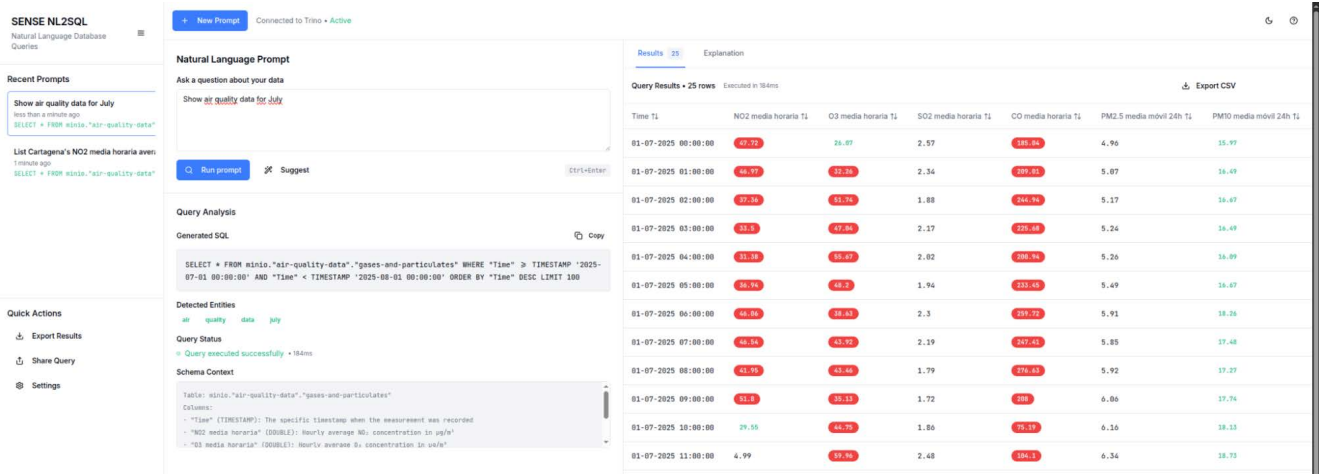 SENSE NL2SQL
Natural Language Database
Queries
Recent Prompts
Show air quality data for July
less than a minute ago
SELECT * FROM minio."air-quality-data"
List Cartagena's NO2 media horaria avera
1 minute ago
SELECT * FROM minio."air-quality-data"
Quick Actions
Export Results
Share Query
Settings
+ New Prompt Connected to Trino • Active
Natural Language Prompt
Ask a question about your data
Show air quality data for July
Run prompt Suggest Ctrl+Enter
Query Analysis
Generated SQL Copy
SELECT * FROM minio."air-quality-data"."gases-and-particulates" WHERE "Time" ≥ TIMESTAMP '2025-
07-01 00:00:00' AND "Time" < TIMESTAMP '2025-08-01 00:00:00' ORDER BY "Time" DESC LIMIT 100
Detected Entities
air quality data july
Query Status
Query executed successfully • 184ms
Schema Context
Table: minio."air-quality-data"."gases-and-particulates"
Columns:
- "Time" (TIMESTAMP): The specific timestamp when the measurement was recorded
- "NO2 media horaria" (DOUBLE): Hourly average NO₂ concentration in µg/m³
- "O3 media horaria" (DOUBLE): Hourly average O₃ concentration in µg/m³
Results 25 Explanation
Query Results • 25 rows Executed in 184ms Export CSV
Time ↑↓ NO2 media horaria ↑↓ O3 media horaria ↑↓ SO2 media horaria ↑↓ CO media horaria ↑↓ PM2.5 media móvil 24h ↑↓ PM10 media móvil 24h ↑↓
01-07-2025 00:00:00 47.72 26.07 2.57 185.04 4.96 15.97
01-07-2025 01:00:00 46.97 32.36 2.34 209.81 5.07 16.49
01-07-2025 02:00:00 37.36 51.74 1.88 244.94 5.17 16.67
01-07-2025 03:00:00 33.5 47.04 2.17 225.68 5.24 16.49
01-07-2025 04:00:00 31.38 55.67 2.02 208.94 5.26 16.09
01-07-2025 05:00:00 36.94 48.2 1.94 233.45 5.49 16.67
01-07-2025 06:00:00 46.06 38.63 2.3 259.72 5.91 18.26
01-07-2025 07:00:00 46.54 43.92 2.19 247.41 5.85 17.48
01-07-2025 08:00:00 41.95 43.46 1.79 276.63 5.92 17.27
01-07-2025 09:00:00 51.8 35.13 1.72 208 6.06 17.74
01-07-2025 10:00:00 29.55 44.75 1.86 75.19 6.16 18.13
01-07-2025 11:00:00 4.99 59.96 2.48 104.1 6.34 18.73